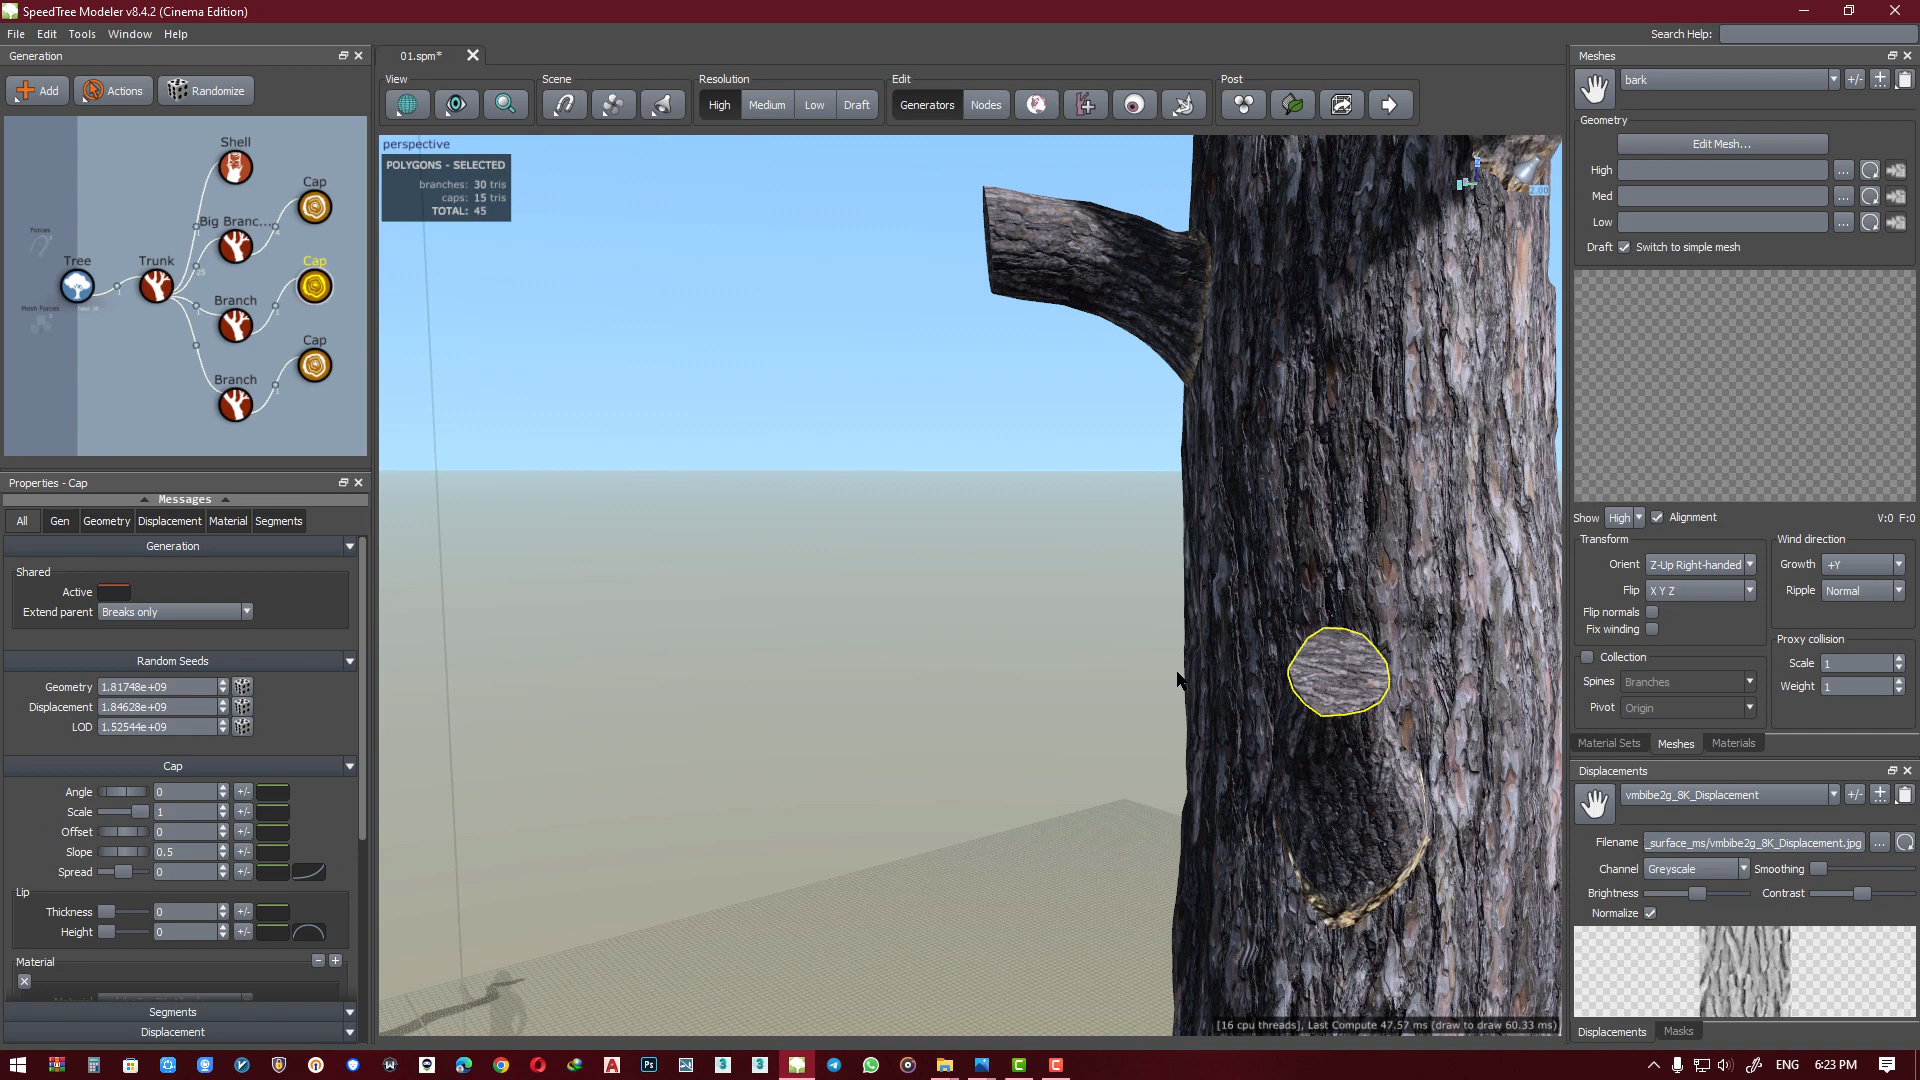 SpeedTree Modeler v8.4.2 (Cinema Edition)
File Edit Tools Window Help
Search Help:
Generation
Add Actions Randomize
Shell
Cap
Big Branc...
Forces
Tree Trunk Cap
Branch
Mesh Forces
Cap
Branch
01.spm*
View Scene Resolution Edit Post
High Medium Low Draft Generators Nodes
perspective
POLYGONS - SELECTED
branches: 30 tris
caps: 15 tris
TOTAL: 45
2.00
[16 cpu threads], Last Compute 47.57 ms (draw to draw 60.33 ms)
Properties - Cap
Messages
All Gen Geometry Displacement Material Segments
Generation
Shared
Active
Extend parent Breaks only
Random Seeds
Geometry 1.81748e+09
Displacement 1.84628e+09
LOD 1.52544e+09
Cap
Angle 0 +/-
Scale 1 +/-
Offset 0 +/-
Slope 0.5 +/-
Spread 0 +/-
Lip
Thickness 0 +/-
Height 0 +/-
Material
Segments
Displacement
Meshes
bark +/-
Geometry
Edit Mesh...
High ...
Med ...
Low ...
Draft Switch to simple mesh
Show High Alignment V:0 F:0
Transform
Orient Z-Up Right-handed
Flip X Y Z
Flip normals
Fix winding
Collection
Spines Branches
Pivot Origin
Wind direction
Growth +Y
Ripple Normal
Proxy collision
Scale 1
Weight 1
Material Sets Meshes Materials
Displacements
vmbibe2g_8K_Displacement +/-
Filename _surface_ms/vmbibe2g_8K_Displacement.jpg ...
Channel Greyscale Smoothing
Brightness Contrast
Normalize
Displacements Masks
ENG 6:23 PM